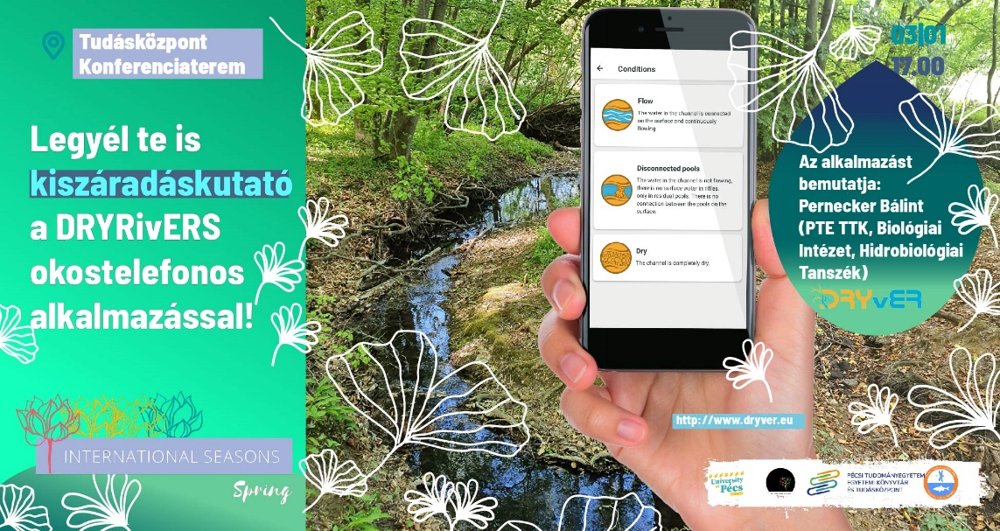 Tudásközpont
Konferenciaterem
Legyél te is
kiszáradáskutató
a DRYRivERS
okostelefonos
alkalmazással!
INTERNATIONAL SEASONS
Spring
Conditions
Flow
The water in the channel is connected
on the surface and continuously
flowing.
Disconnected pools
The water in the channel is not flowing,
there is no surface water in riffles,
only in residual pools. There is no
connection between the pools on the
surface.
Dry
The channel is completely dry.
03|01
17.00
Az alkalmazást
bemutatja:
Pernecker Bálint
(PTE TTK, Biológiai
Intézet, Hidrobiológiai
Tanszék)
DRYvER
http://www.dryver.eu
University
of Pécs
PÉCSI TUDOMÁNYEGYETEM
EGYETEMI KÖNYVTÁR
ÉS TUDÁSKÖZPONT